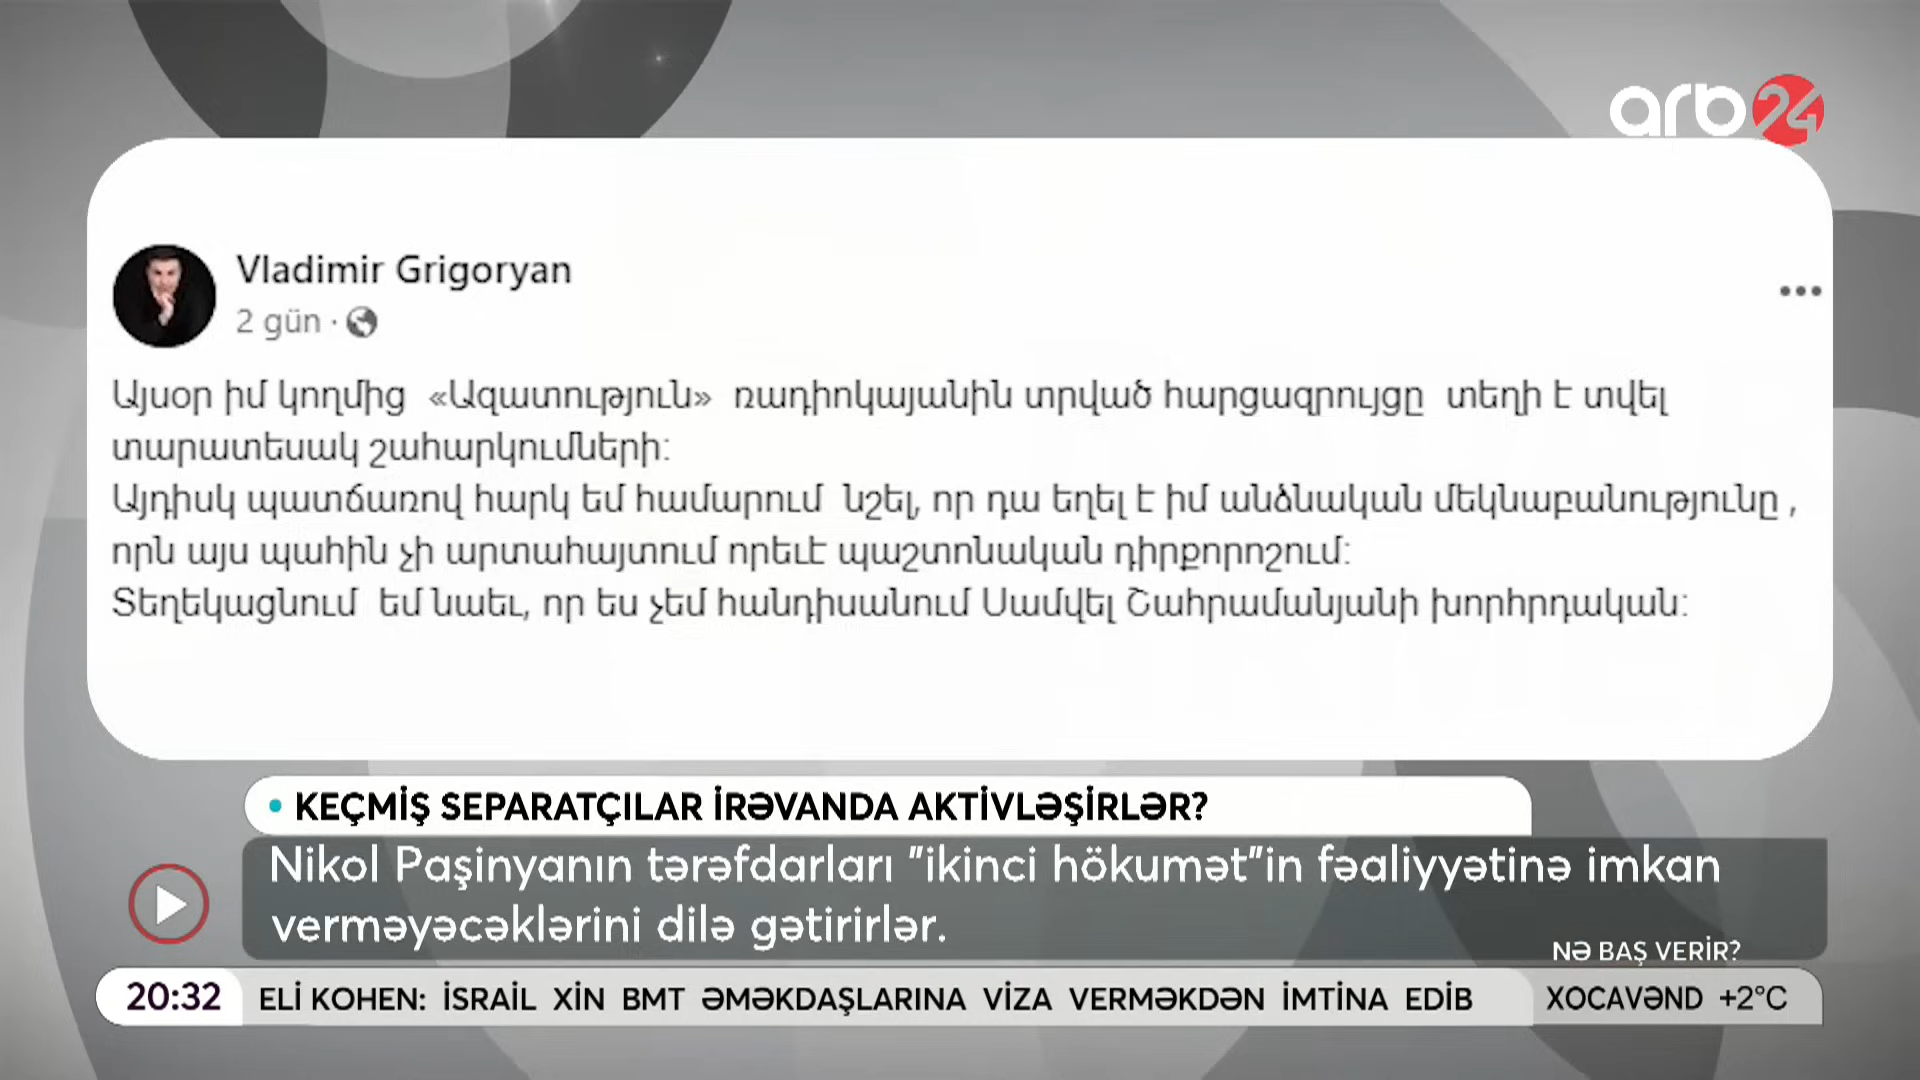 arb24
Vladimir Grigoryan
2 gün ·
Այսօր իմ կողմից «Ազատություն» ռադիոկայանին տրված հարցազրույցը տեղի է տվել
տարատեսակ շահարկումների:
Այդիսկ պատճառով հարկ եմ համարում նշել, որ դա եղել է իմ անձնական մեկնաբանությունը ,
որն այս պահին չի արտահայտում որեւէ պաշտոնական դիրքորոշում:
Տեղեկացնում եմ նաեւ, որ ես չեմ հանդիսանում Սամվել Շահրամանյանի խորհրդական:
• KEÇMİŞ SEPARATÇILAR İRƏVANDA AKTİVLƏŞİRLƏR?
Nikol Paşinyanın tərəfdarları "ikinci hökumət"in fəaliyyətinə imkan
verməyəcəklərini dilə gətirirlər.
NƏ BAŞ VERİR?
20:32 ELİ KOHEN: İSRAİL XİN BMT ƏMƏKDAŞLARINA VİZA VERMƏKDƏN İMTİNA EDİB XOCAVƏND +2°C